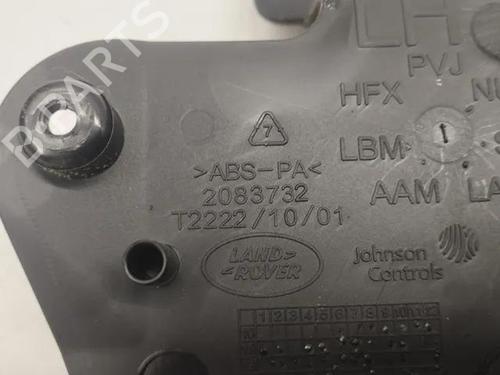 LH
PVJ
HFX
LBM
AAM LA
7
>ABS-PA<
2083732
T2222/10/01
LAND
ROVER
Johnson
Controls
1 2 3 4 5 6 7 8 9 10 11 12
B-PARTS